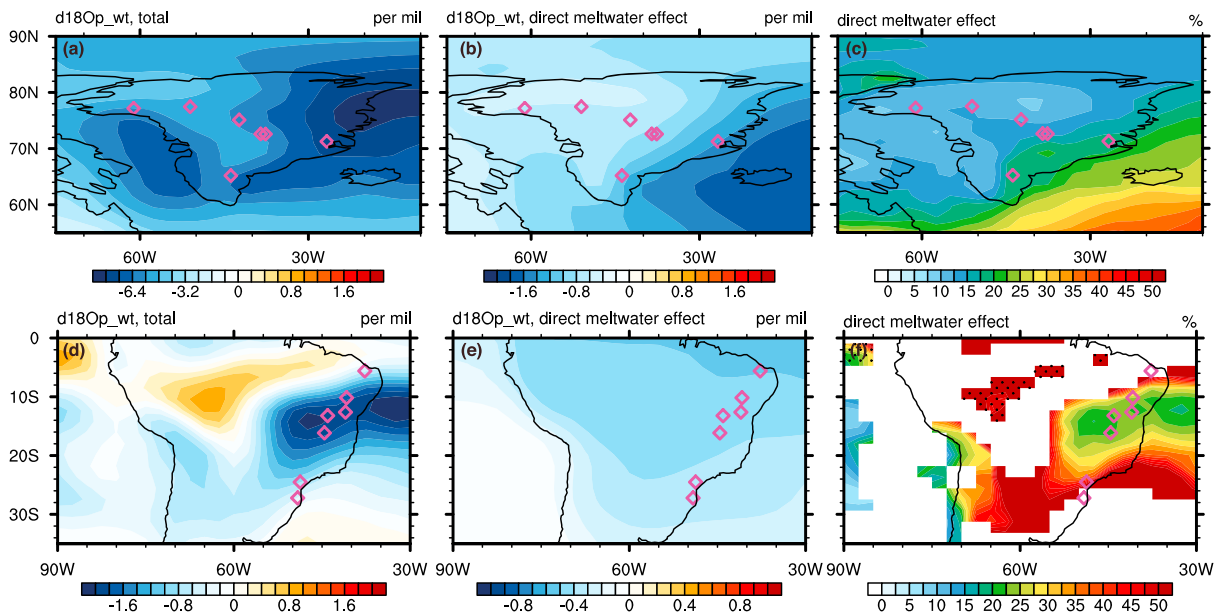 d18Op_wt, total per mil
d18Op_wt, direct meltwater effect per mil
direct meltwater effect %
90N (a) (b) (c)
80N
70N
60N
60W 30W 60W 30W 60W 30W
-6.4 -3.2 0 0.8 1.6
-1.6 -0.8 0 0.8 1.6
0 5 10 15 20 25 30 35 40 45 50
d18Op_wt, total per mil
d18Op_wt, direct meltwater effect per mil
direct meltwater effect %
0 (d) (e) (f)
10S
20S
30S
90W 60W 30W 90W 60W 30W 90W 60W 30W
-1.6 -0.8 0 0.8 1.6
-0.8 -0.4 0 0.4 0.8
0 5 10 15 20 25 30 35 40 45 50